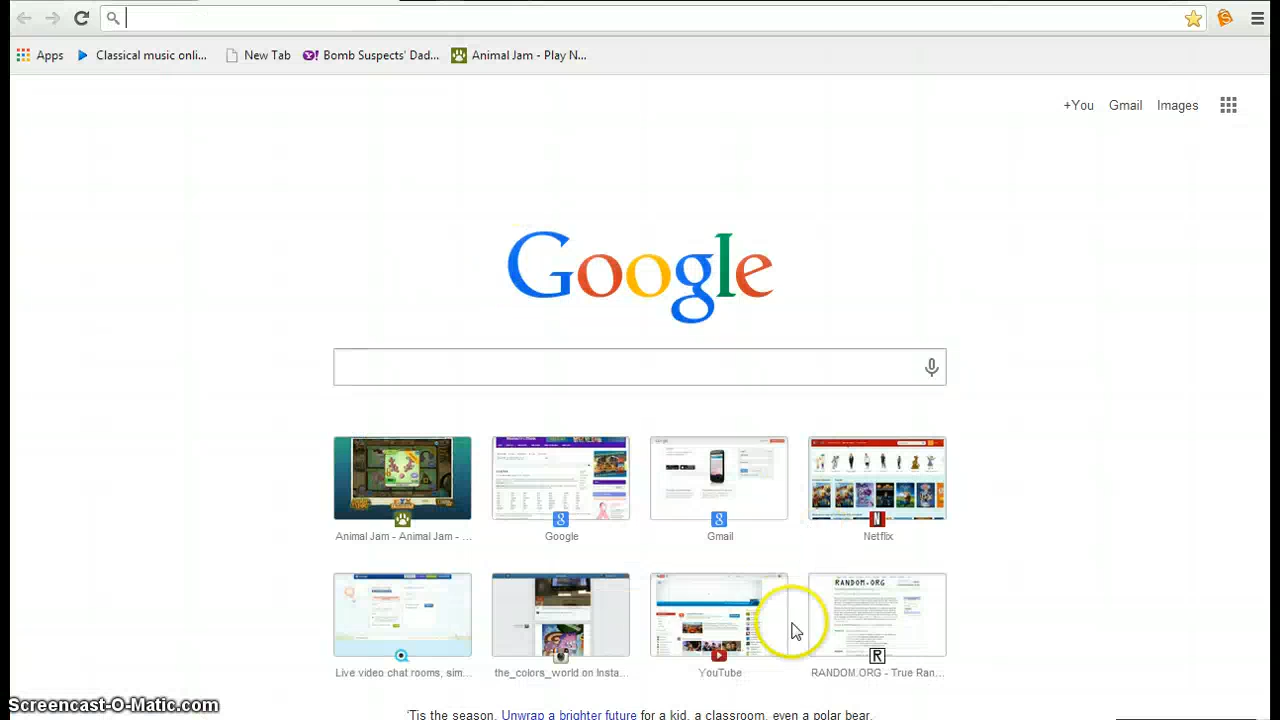 Apps Classical music onli... New Tab Bomb Suspects' Dad... Animal Jam - Play N...
+You Gmail Images
Google
Animal Jam - Animal Jam - ... Google Gmail Netflix
RANDOM.ORG
Live video chat rooms, sim... the_colors_world on Insta... YouTube RANDOM.ORG - True Ran...
Screencast-O-Matic.com
'Tis the season. Unwrap a brighter future for a kid, a classroom, even a polar bear.